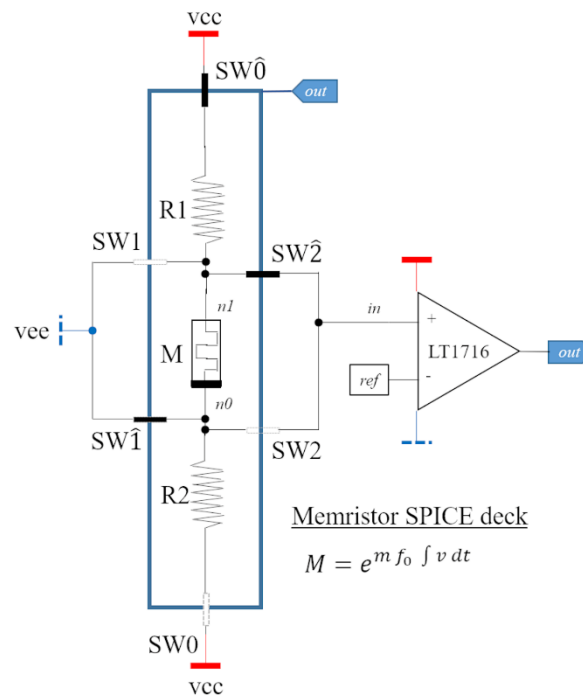 vcc
SW0̂
out
R1
SW1
SW2̂
n1
in
+
vee
M
LT1716
out
ref
-
n0
SW1̂
SW2
R2
Memristor SPICE deck
M = e^{m f₀ ∫ v dt}
SW0
vcc